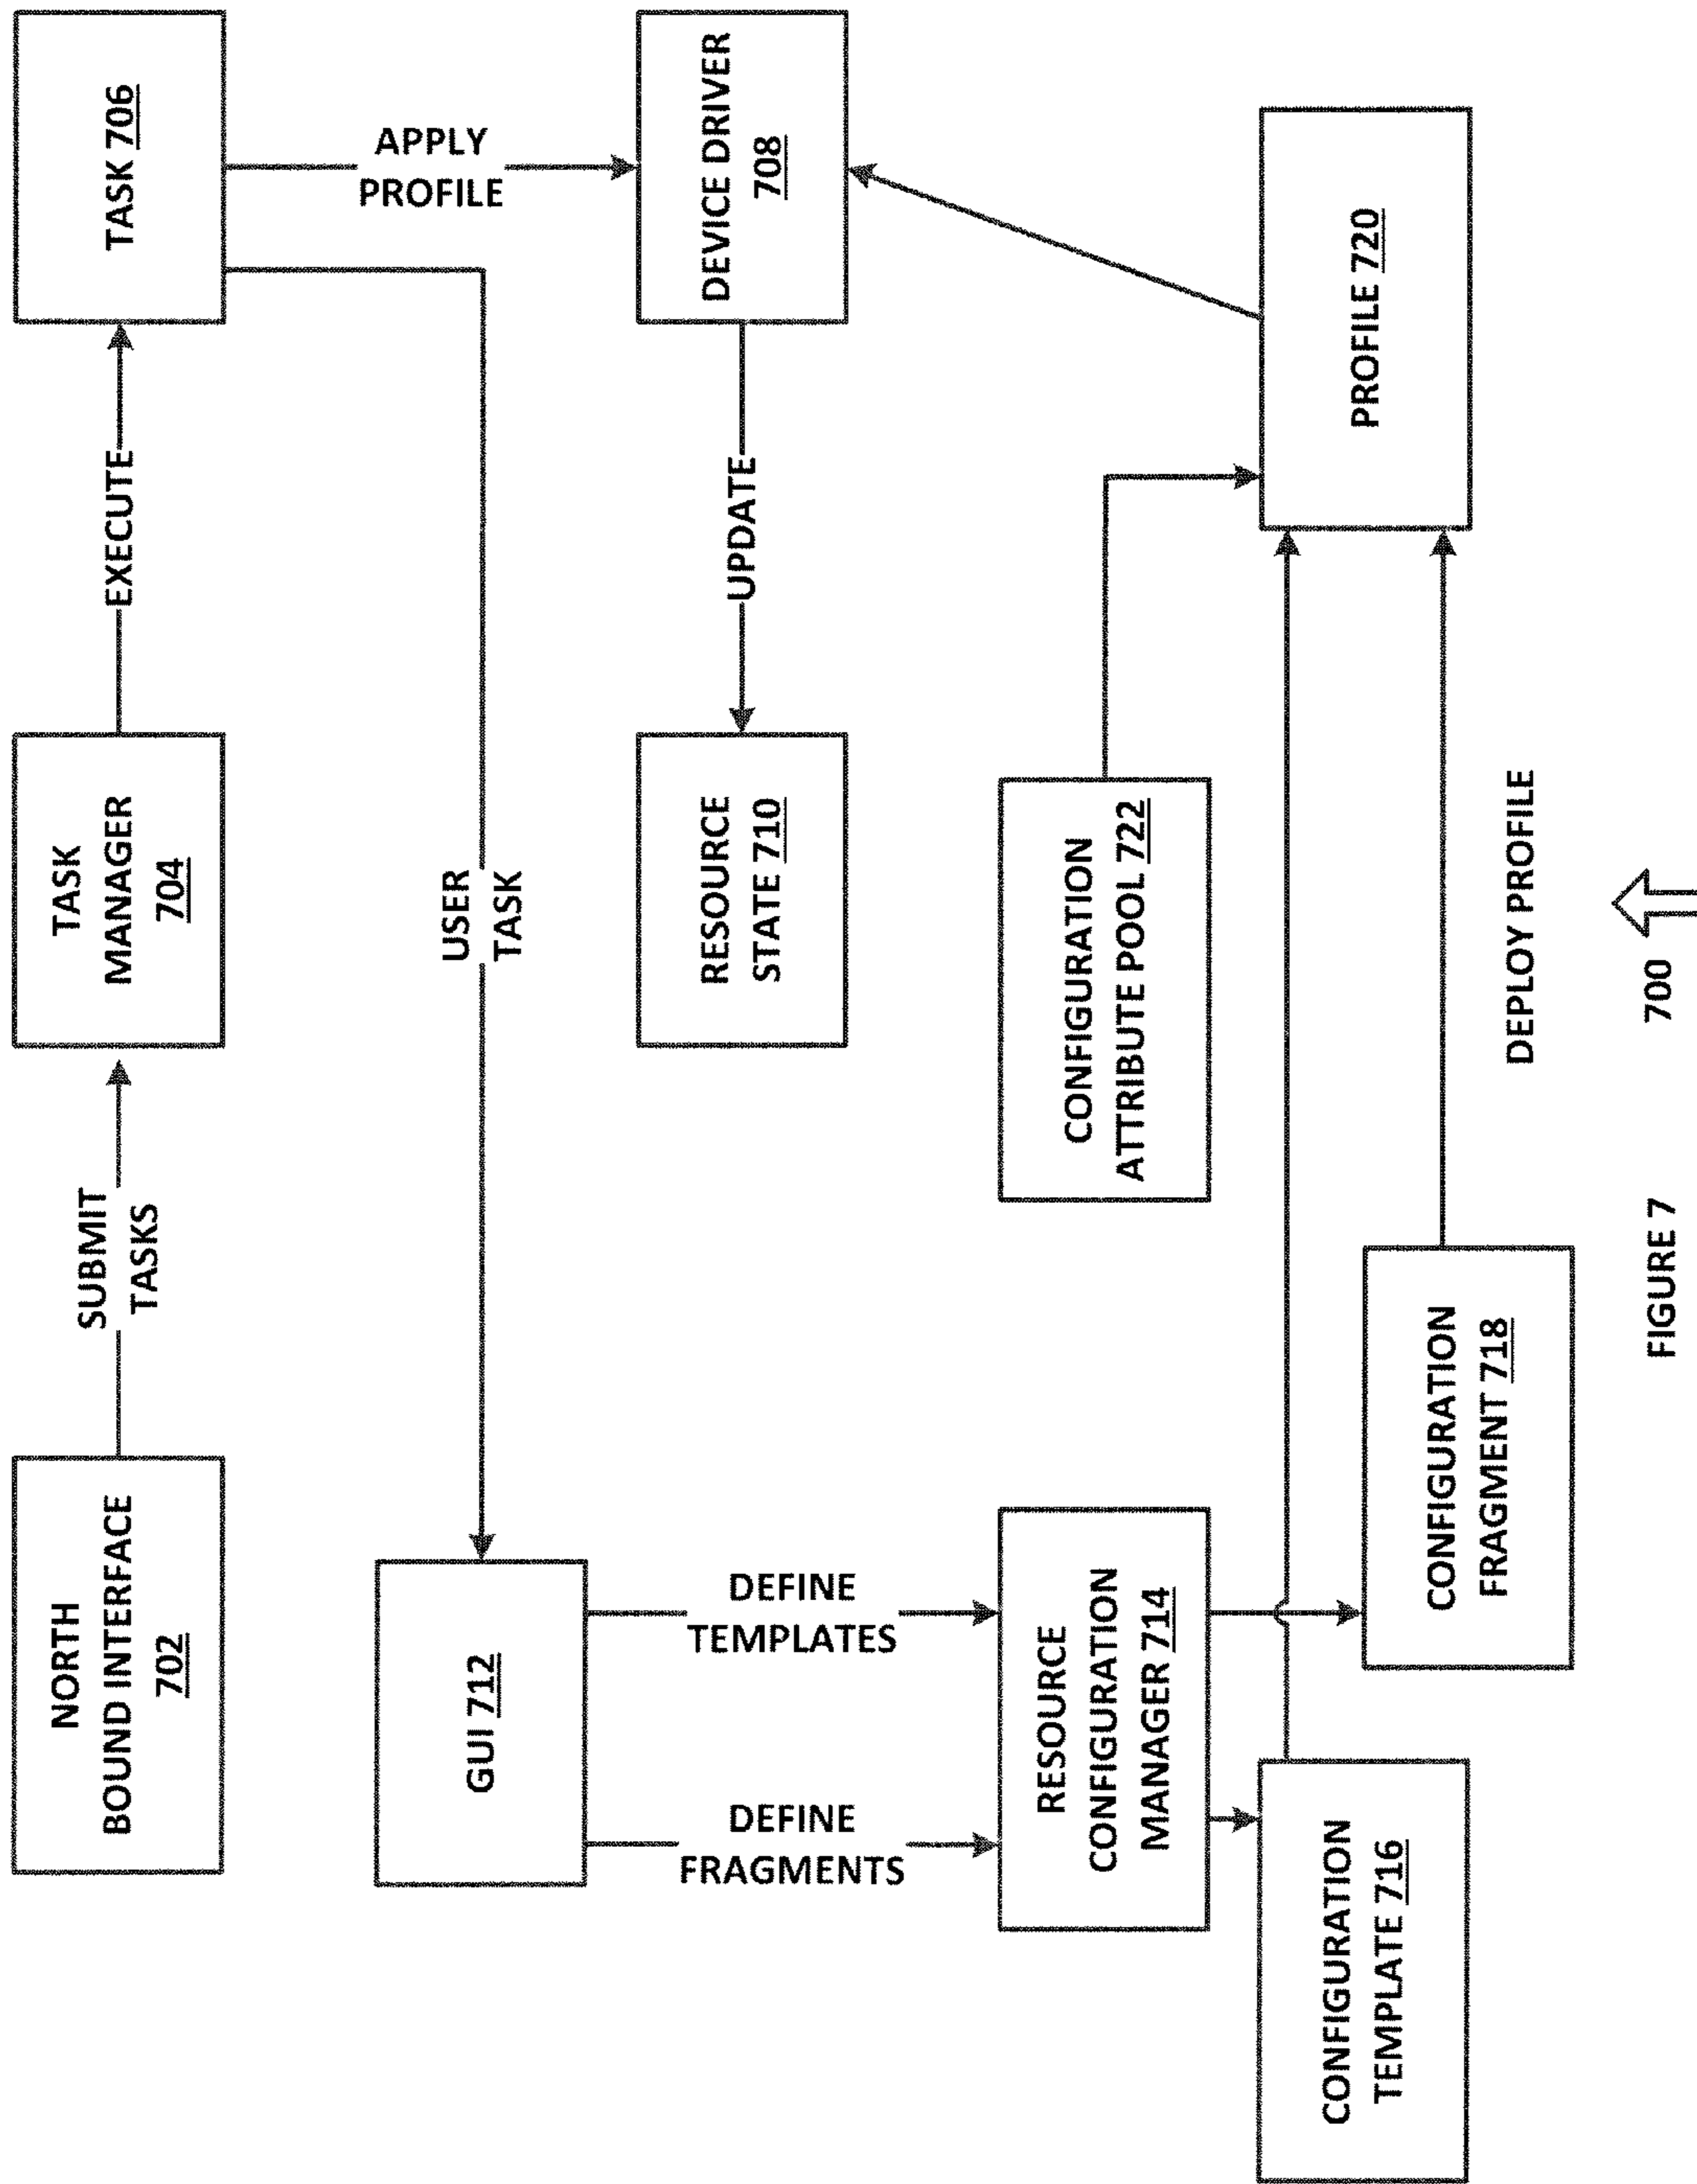 NORTH
BOUND INTERFACE
702
SUBMIT
TASKS
TASK
MANAGER
704
EXECUTE
TASK 706
USER
TASK
APPLY
PROFILE
GUI 712
DEFINE
FRAGMENTS
DEFINE
TEMPLATES
RESOURCE
STATE 710
UPDATE
DEVICE DRIVER
708
RESOURCE
CONFIGURATION
MANAGER 714
CONFIGURATION
ATTRIBUTE POOL 722
CONFIGURATION
TEMPLATE 716
CONFIGURATION
FRAGMENT 718
PROFILE 720
DEPLOY PROFILE
FIGURE 7
700